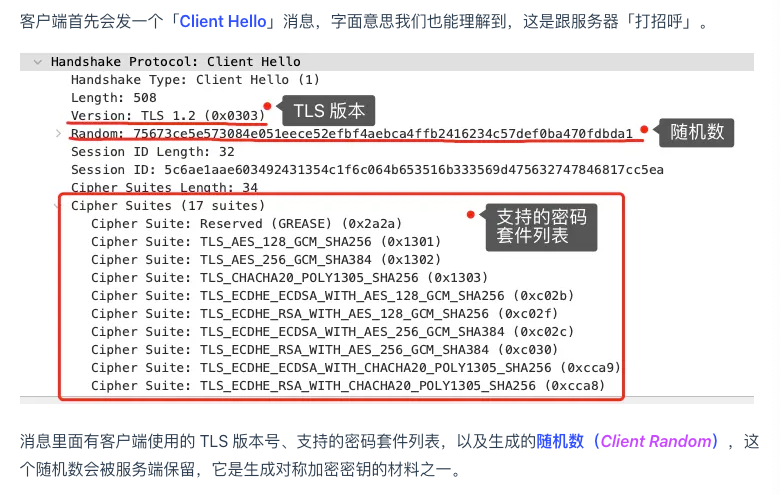 客户端首先会发一个「Client Hello」消息，字面意思我们也能理解到，这是跟服务器「打招呼」。
Handshake Protocol: Client Hello
Handshake Type: Client Hello (1)
Length: 508
Version: TLS 1.2 (0x0303)
TLS 版本
Random: 75673ce5e573084e051eece52efbf4aebca4ffb2416234c57def0ba470fdbda1
随机数
Session ID Length: 32
Session ID: 5c6ae1aae603492431354c1f6c064b653516b333569d475632747846817cc5ea
Cipher Suites Length: 34
Cipher Suites (17 suites)
支持的密码
套件列表
Cipher Suite: Reserved (GREASE) (0x2a2a)
Cipher Suite: TLS_AES_128_GCM_SHA256 (0x1301)
Cipher Suite: TLS_AES_256_GCM_SHA384 (0x1302)
Cipher Suite: TLS_CHACHA20_POLY1305_SHA256 (0x1303)
Cipher Suite: TLS_ECDHE_ECDSA_WITH_AES_128_GCM_SHA256 (0xc02b)
Cipher Suite: TLS_ECDHE_RSA_WITH_AES_128_GCM_SHA256 (0xc02f)
Cipher Suite: TLS_ECDHE_ECDSA_WITH_AES_256_GCM_SHA384 (0xc02c)
Cipher Suite: TLS_ECDHE_RSA_WITH_AES_256_GCM_SHA384 (0xc030)
Cipher Suite: TLS_ECDHE_ECDSA_WITH_CHACHA20_POLY1305_SHA256 (0xcca9)
Cipher Suite: TLS_ECDHE_RSA_WITH_CHACHA20_POLY1305_SHA256 (0xcca8)
消息里面有客户端使用的 TLS 版本号、支持的密码套件列表，以及生成的随机数（Client Random），这
个随机数会被服务端保留，它是生成对称加密密钥的材料之一。